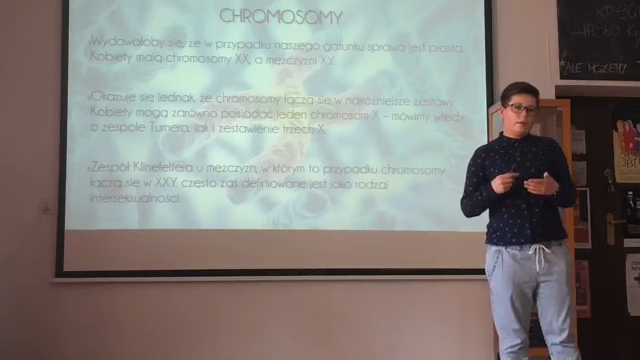 CHROMOSOMY
Wydawałoby się, że w przypadku naszego gatunku sprawa jest prosta.
Kobiety mają chromosomy XX, a mężczyźni XY.
Okazuje się jednak, że chromosomy łączą się w najróżniejsze zestawy.
Kobiety mogą zarówno posiadać jeden chromosom X - mówimy wtedy
o zespole Turnera, jak i zestawienie trzech X.
Zespół Klinefeltera u mężczyzn, w którym to przypadku chromosomy
łączą się w XXY często zaś definiowane jest jako rodzaj
interseksualności.